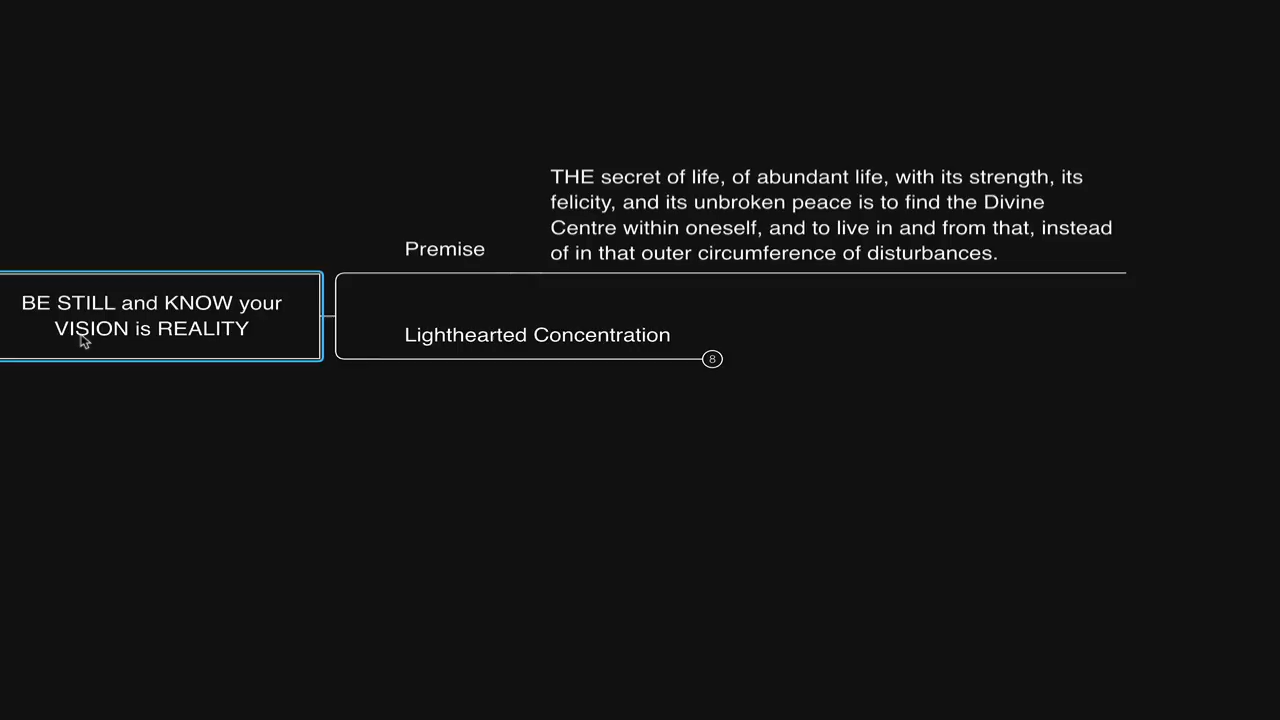 THE secret of life, of abundant life, with its strength, its
felicity, and its unbroken peace is to find the Divine
Centre within oneself, and to live in and from that, instead
of in that outer circumference of disturbances.
Premise
BE STILL and KNOW your
VISION is REALITY
Lighthearted Concentration
8